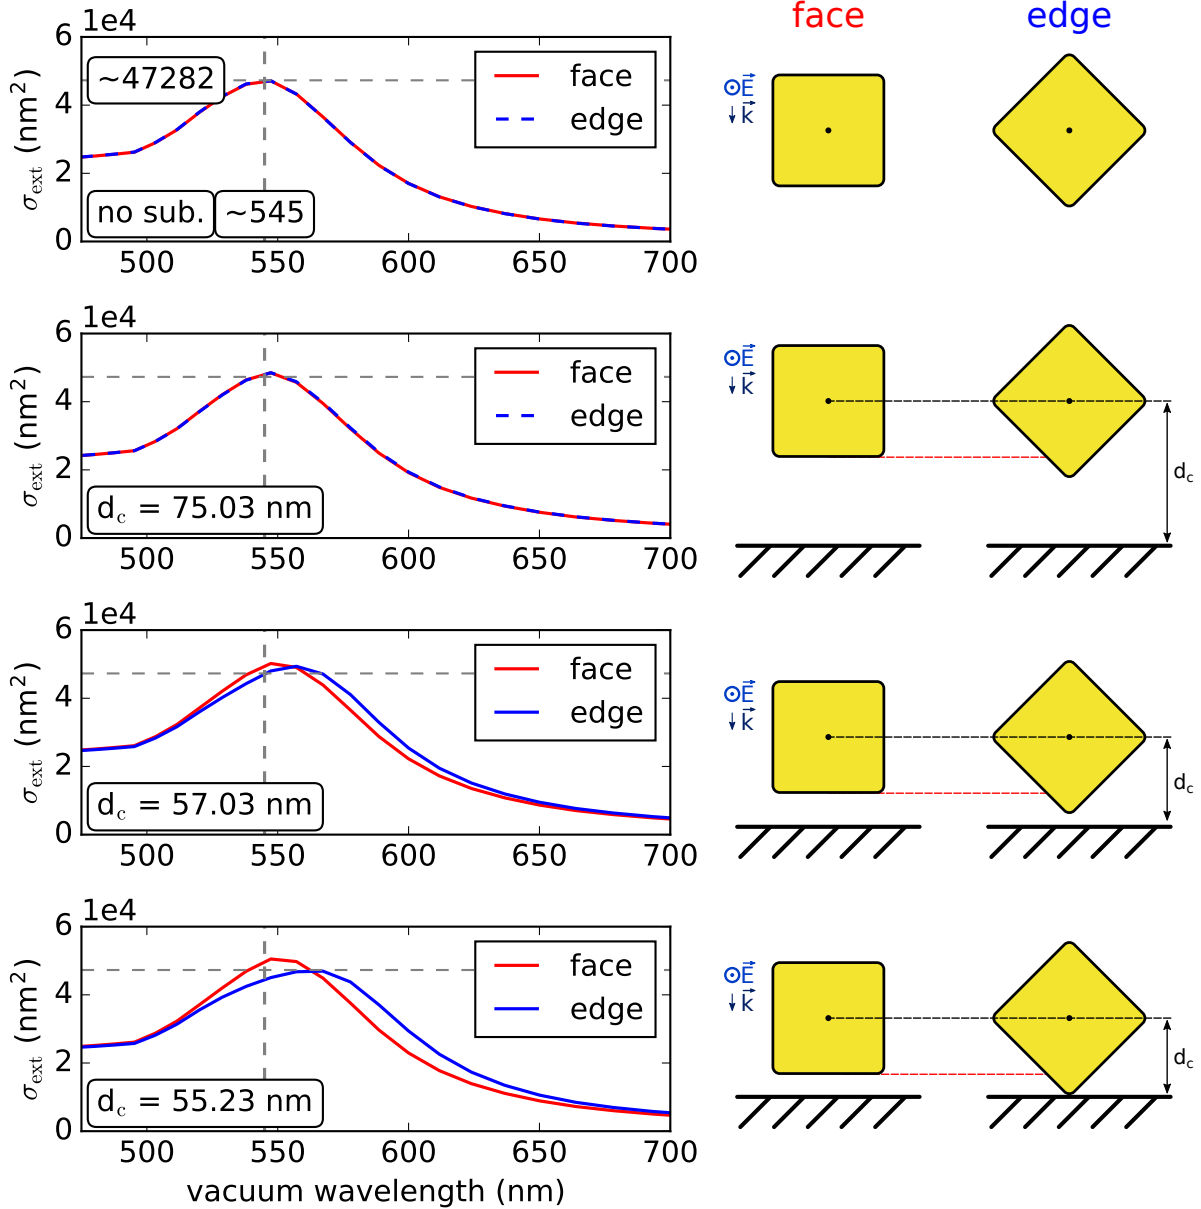 face edge
1e4
6
4
2
0
σext (nm²)
~47282
no sub. ~545
face
edge
500 550 600 650 700
E
k
1e4
6
4
2
0
σext (nm²)
dc = 75.03 nm
face
edge
500 550 600 650 700
E
k
dc
1e4
6
4
2
0
σext (nm²)
dc = 57.03 nm
face
edge
500 550 600 650 700
E
k
dc
1e4
6
4
2
0
σext (nm²)
dc = 55.23 nm
face
edge
500 550 600 650 700
vacuum wavelength (nm)
E
k
dc